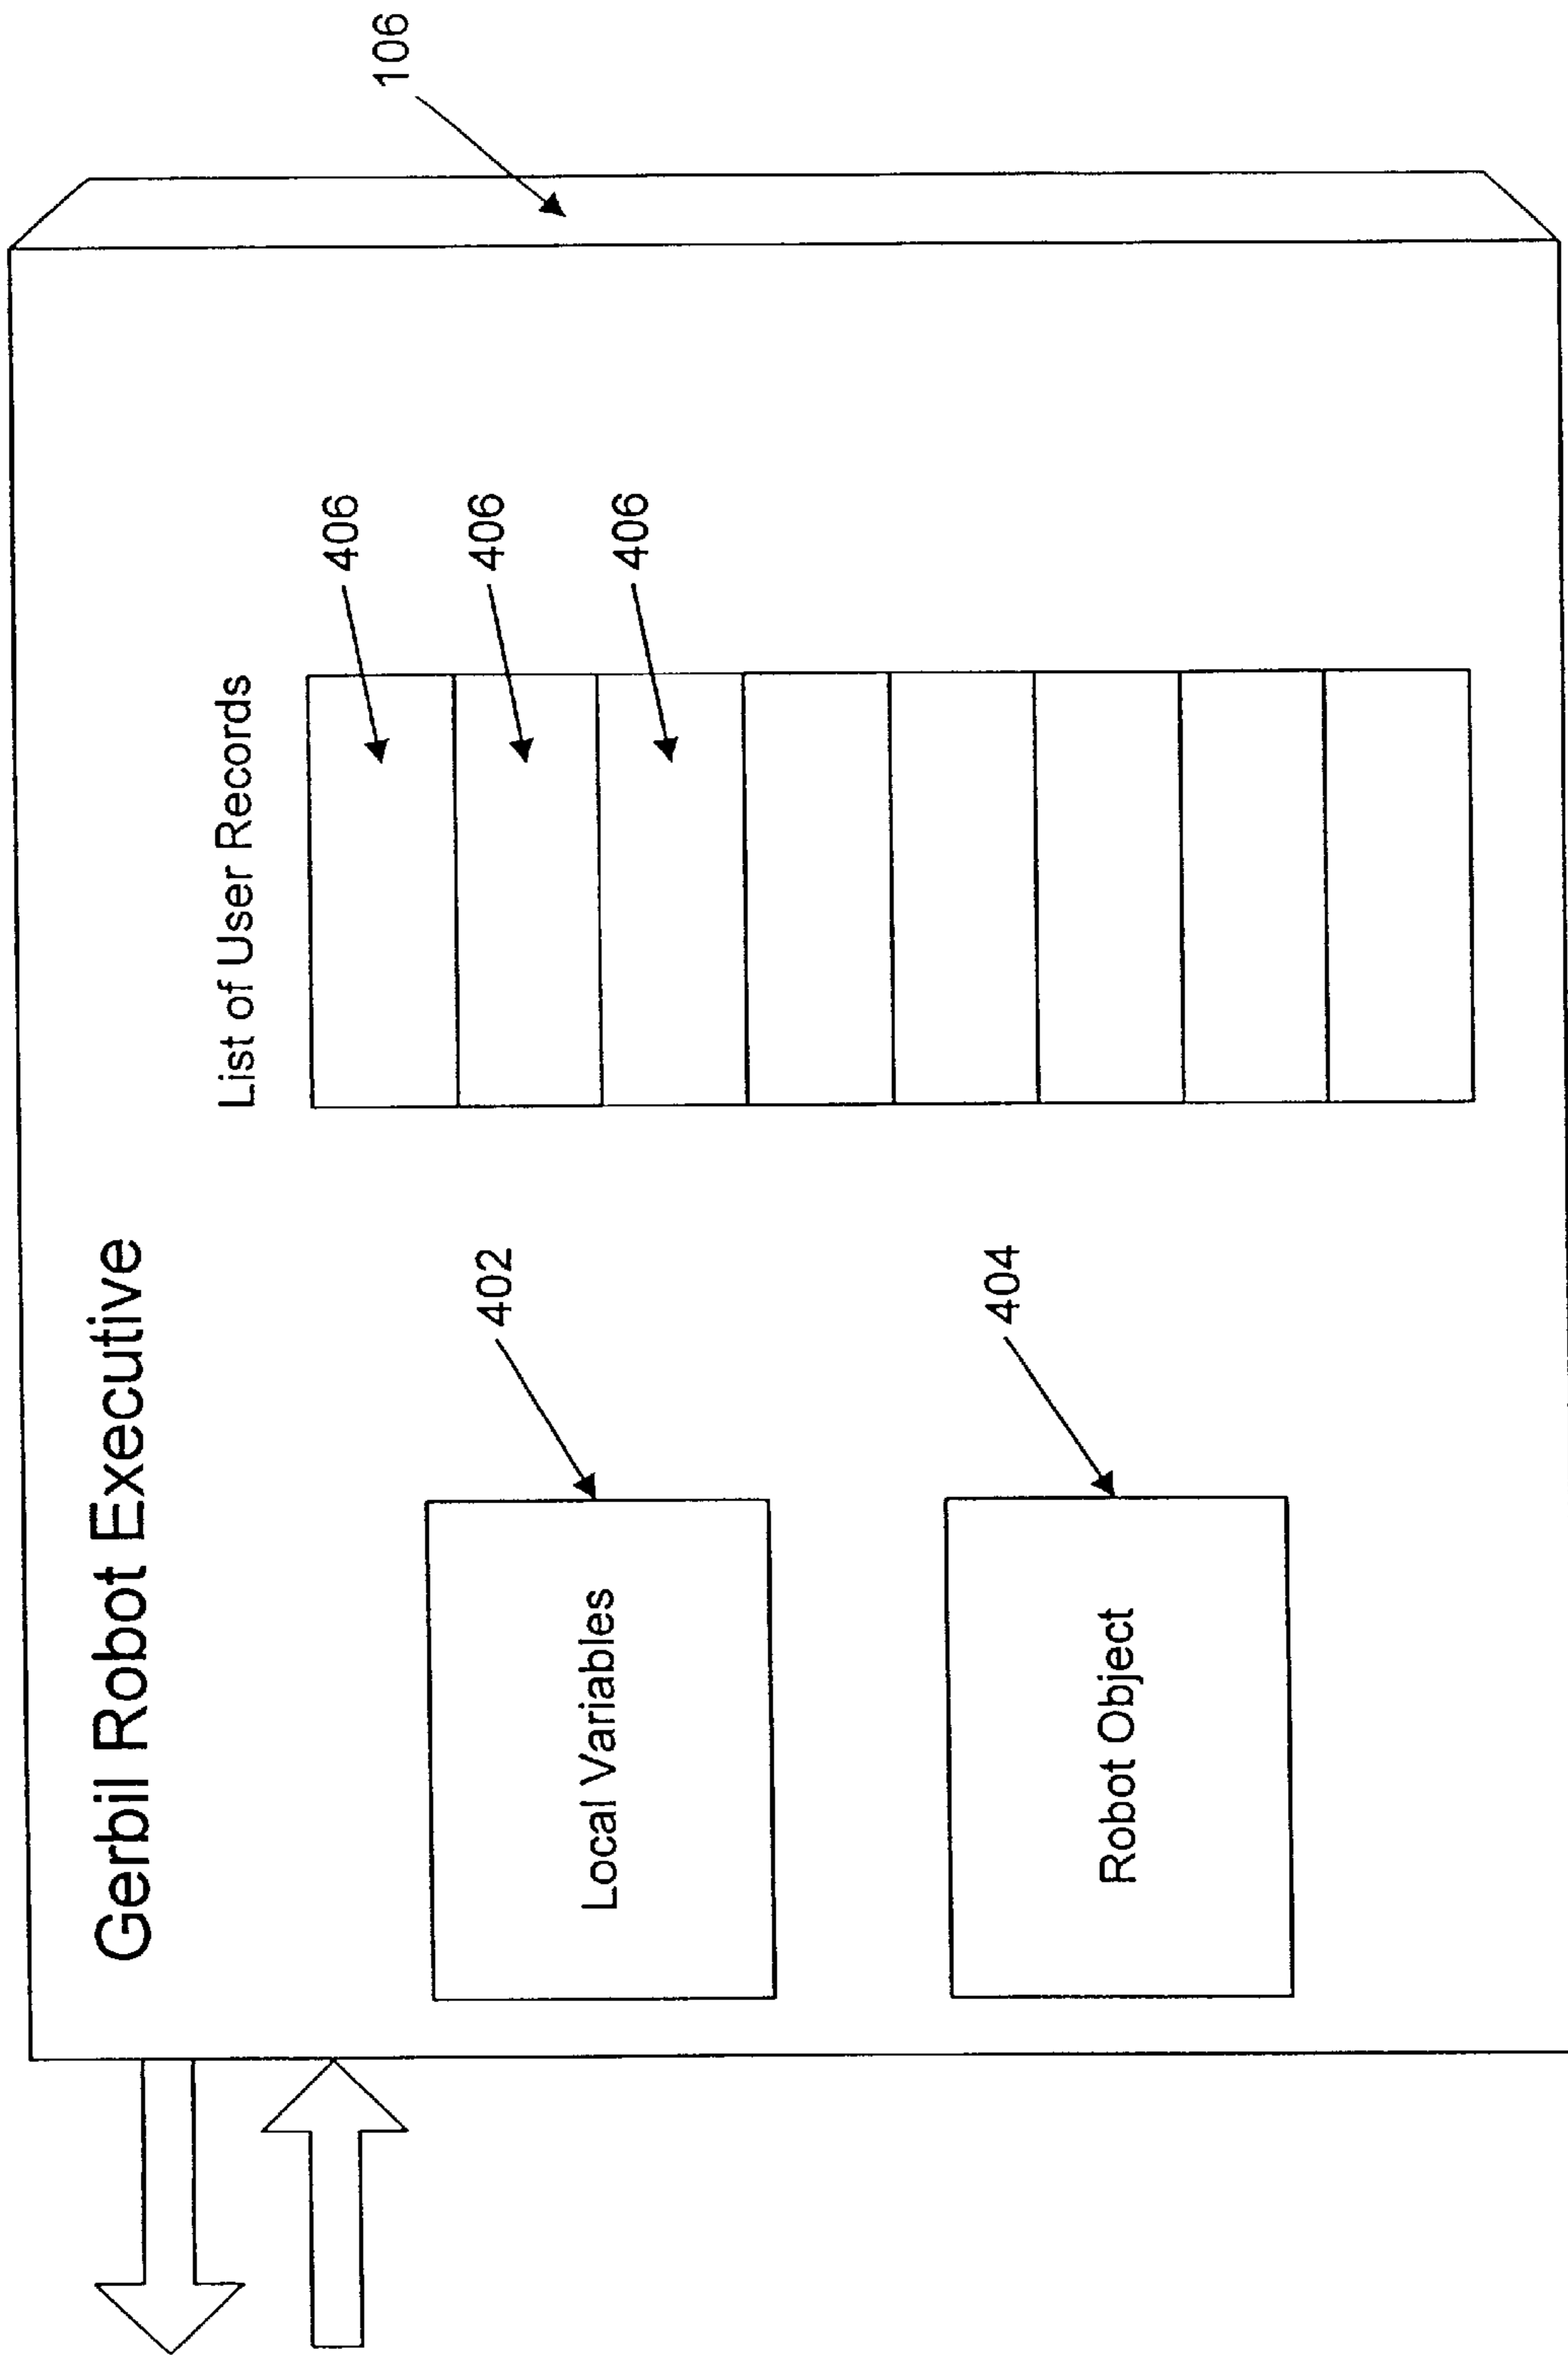 Gerbil Robot Executive
106
List of User Records
406
406
406
402
Local Variables
404
Robot Object